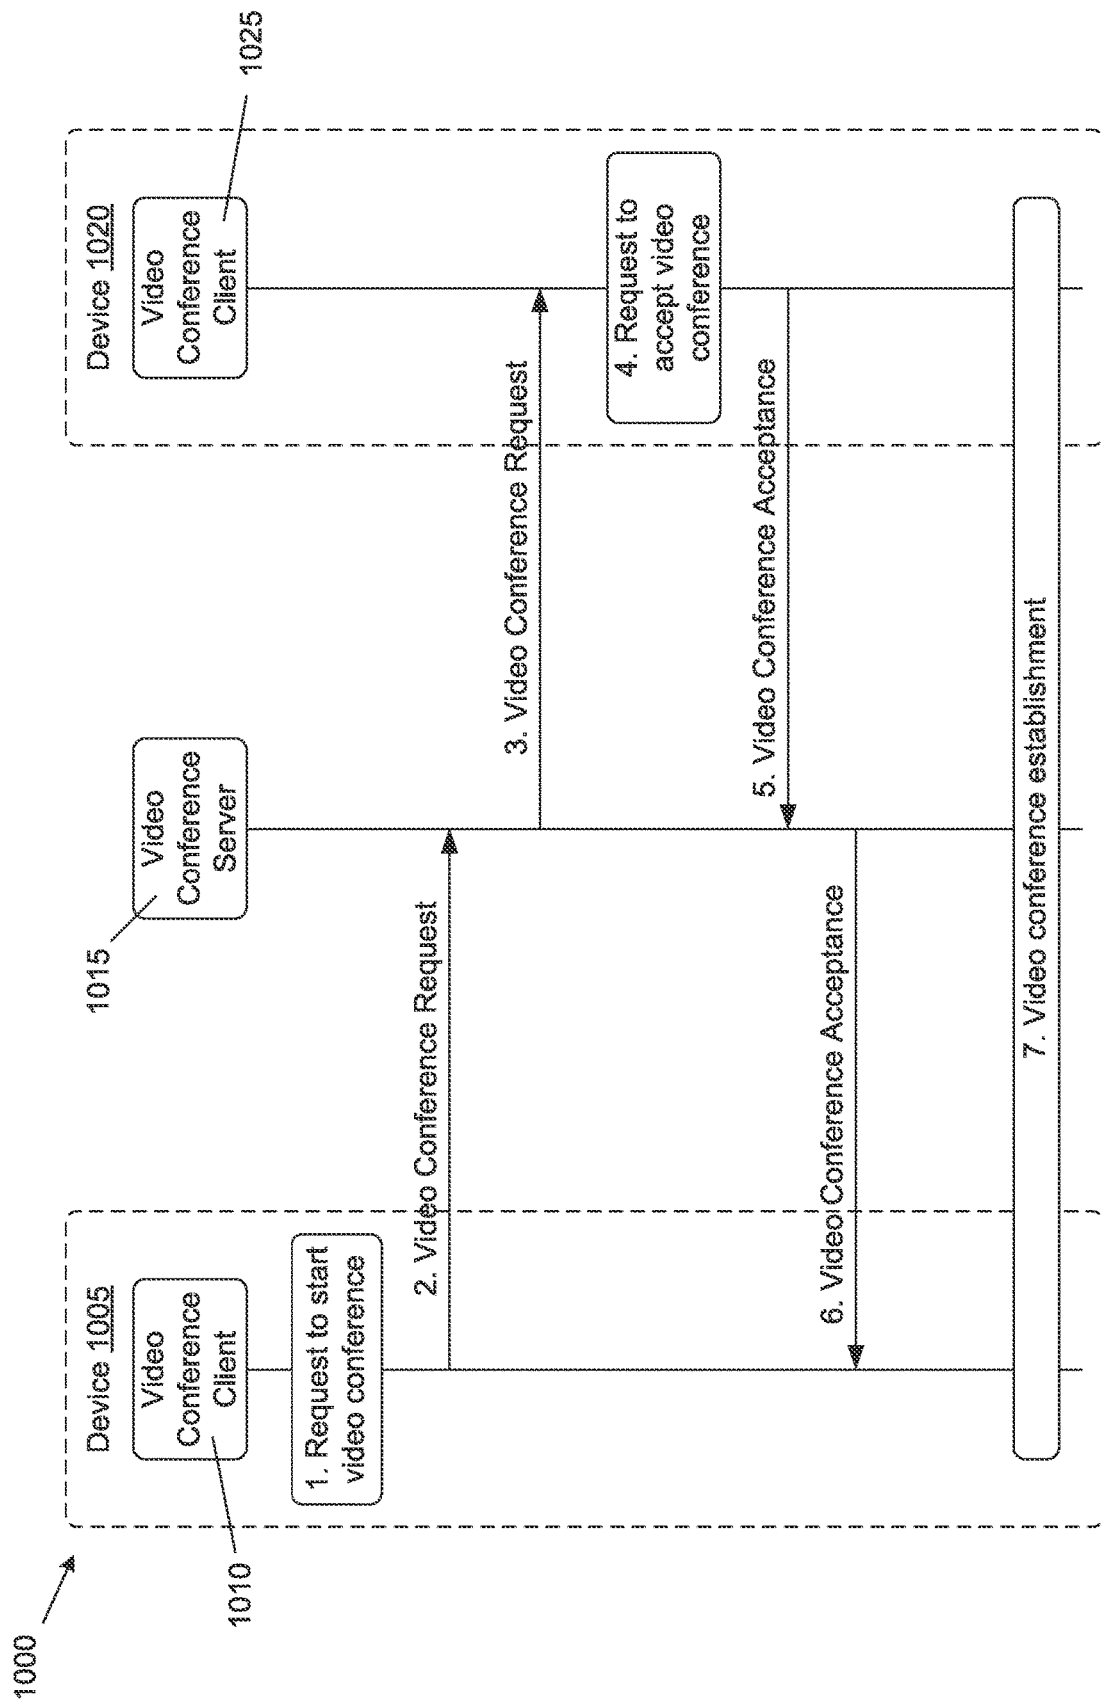 1000
Device 1005
Video
Conference
Client
1010
1015
Video
Conference
Server
Device 1020
Video
Conference
Client
1025
1. Request to start
video conference
2. Video Conference Request
3. Video Conference Request
4. Request to
accept video
conference
5. Video Conference Acceptance
6. Video Conference Acceptance
7. Video conference establishment